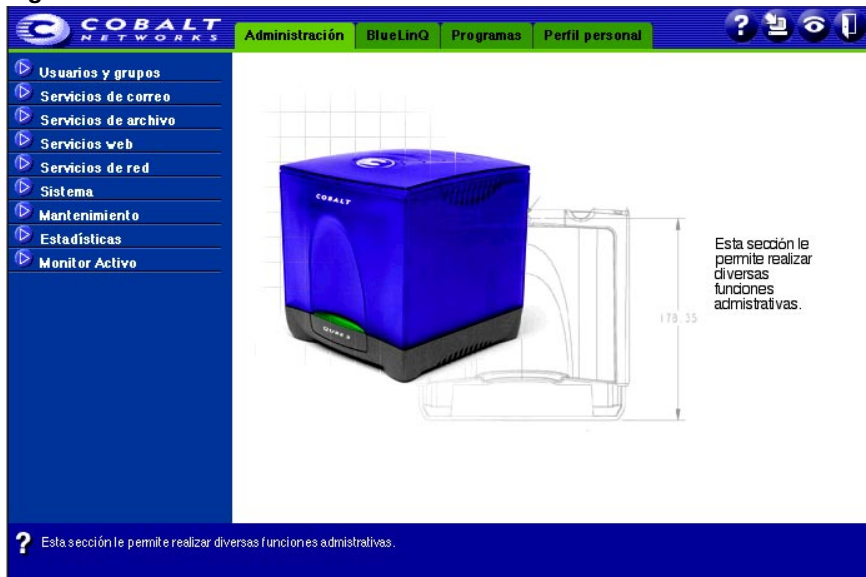 COBALT
NETWORKS
Administración
BlueLinQ
Programas
Perfil personal
?
Usuarios y grupos
Servicios de correo
Servicios de archivo
Servicios web
Servicios de red
Sistema
Mantenimiento
Estadísticas
Monitor Activo
COBALT
QUBE 3
178.35
Esta sección le
permite realizar
diversas
funciones
admistrativas.
? Esta sección le permite realizar diversas funciones admistrativas.